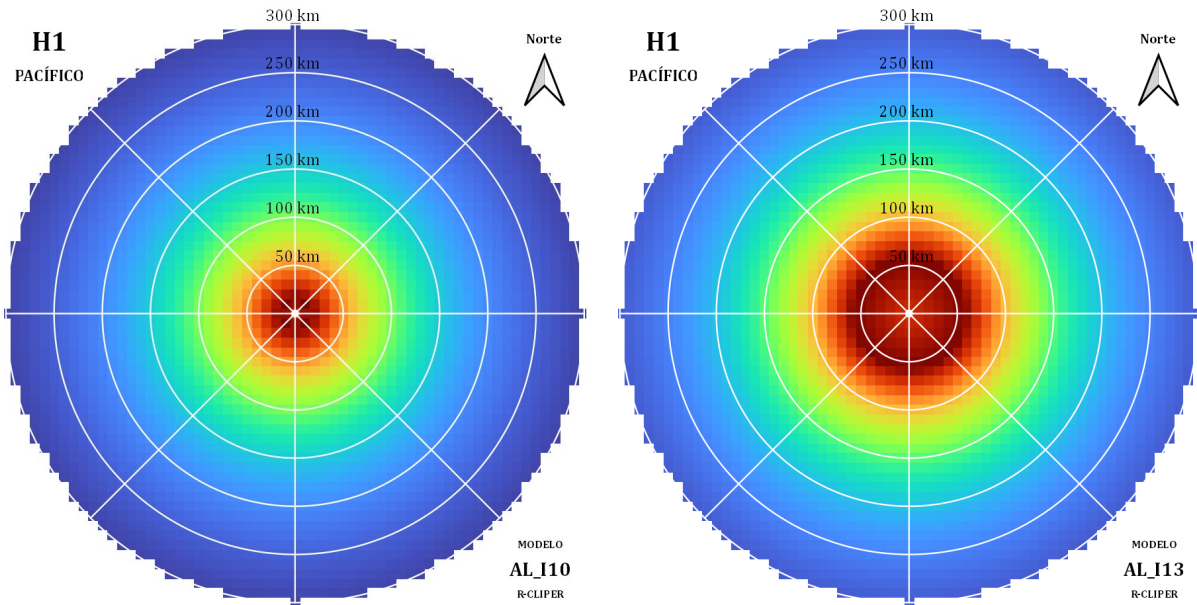 H1
PACÍFICO
300 km
250 km
200 km
150 km
100 km
50 km
Norte
MODELO
AL_I10
R-CLIPER
H1
PACÍFICO
300 km
250 km
200 km
150 km
100 km
50 km
Norte
MODELO
AL_I13
R-CLIPER